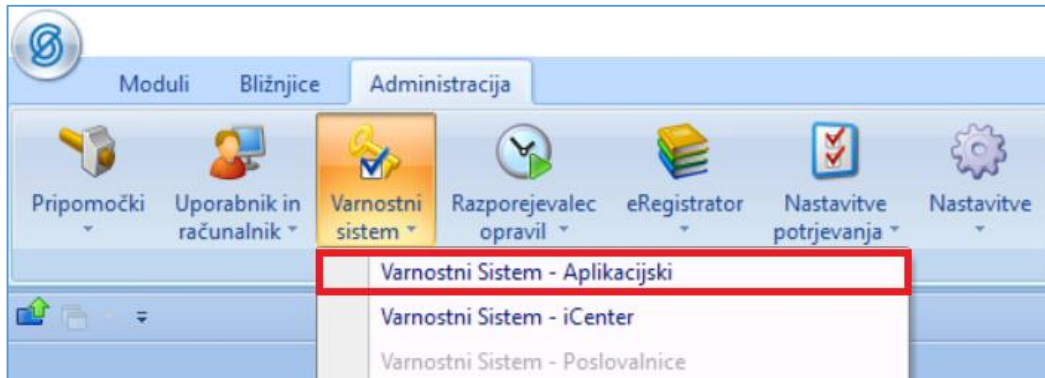 Moduli Bližnjice Administracija
Pripomočki Uporabnik in Varnostni Razporejevalec eRegistrator Nastavitve Nastavitve
računalnik sistem opravil potrjevanja
Varnostni Sistem - Aplikacijski
Varnostni Sistem - iCenter
Varnostni Sistem - Poslovalnice